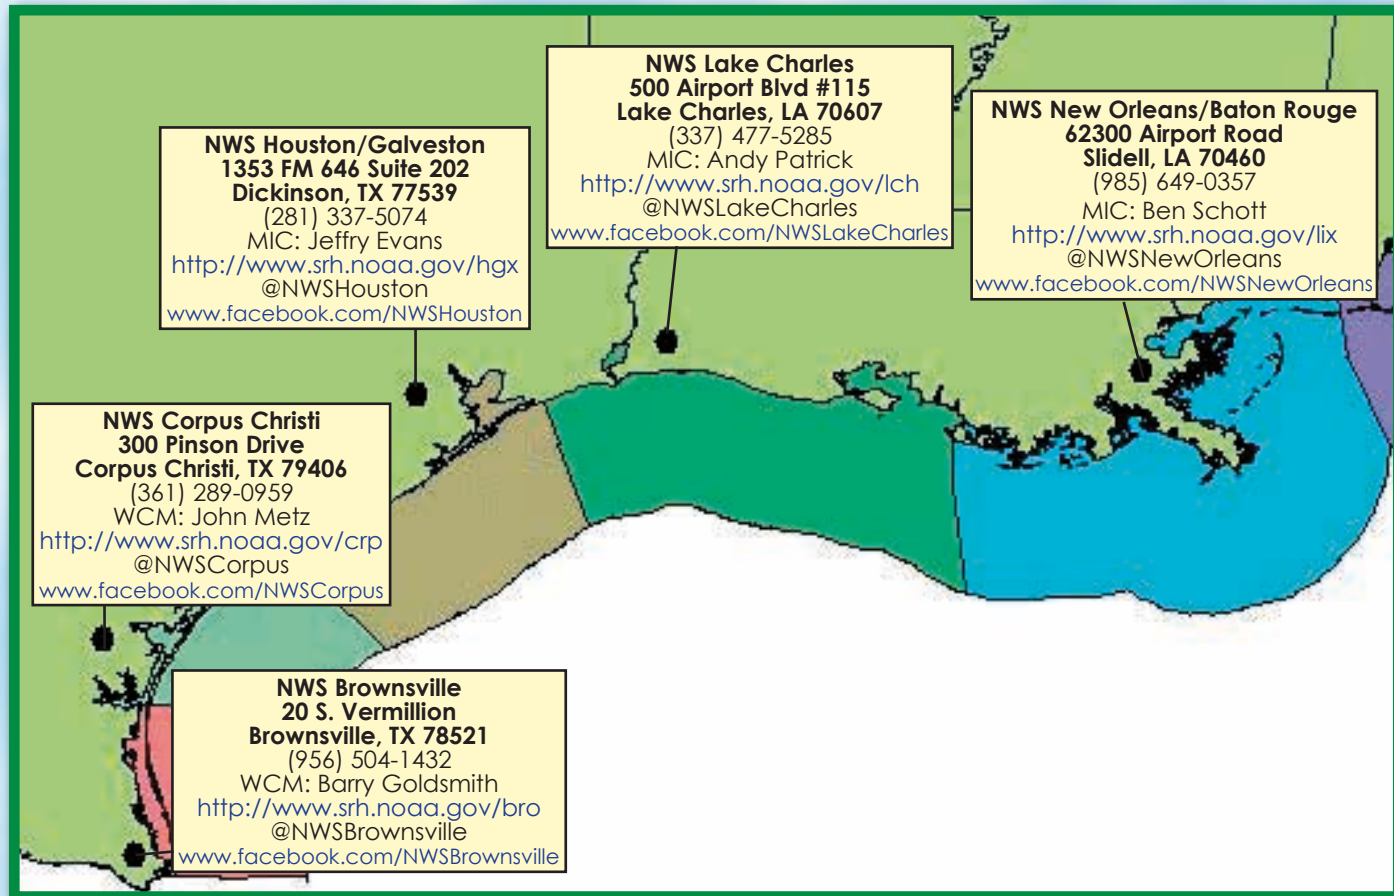 NWS Lake Charles
500 Airport Blvd #115
Lake Charles, LA 70607
(337) 477-5285
MIC: Andy Patrick
http://www.srh.noaa.gov/lch
@NWSLakeCharles
www.facebook.com/NWSLakeCharles
NWS New Orleans/Baton Rouge
62300 Airport Road
Slidell, LA 70460
(985) 649-0357
MIC: Ben Schott
http://www.srh.noaa.gov/lix
@NWSNewOrleans
www.facebook.com/NWSNewOrleans
NWS Houston/Galveston
1353 FM 646 Suite 202
Dickinson, TX 77539
(281) 337-5074
MIC: Jeffry Evans
http://www.srh.noaa.gov/hgx
@NWSHouston
www.facebook.com/NWSHouston
NWS Corpus Christi
300 Pinson Drive
Corpus Christi, TX 79406
(361) 289-0959
WCM: John Metz
http://www.srh.noaa.gov/crp
@NWSCorpus
www.facebook.com/NWSCorpus
NWS Brownsville
20 S. Vermillion
Brownsville, TX 78521
(956) 504-1432
WCM: Barry Goldsmith
http://www.srh.noaa.gov/bro
@NWSBrownsville
www.facebook.com/NWSBrownsville